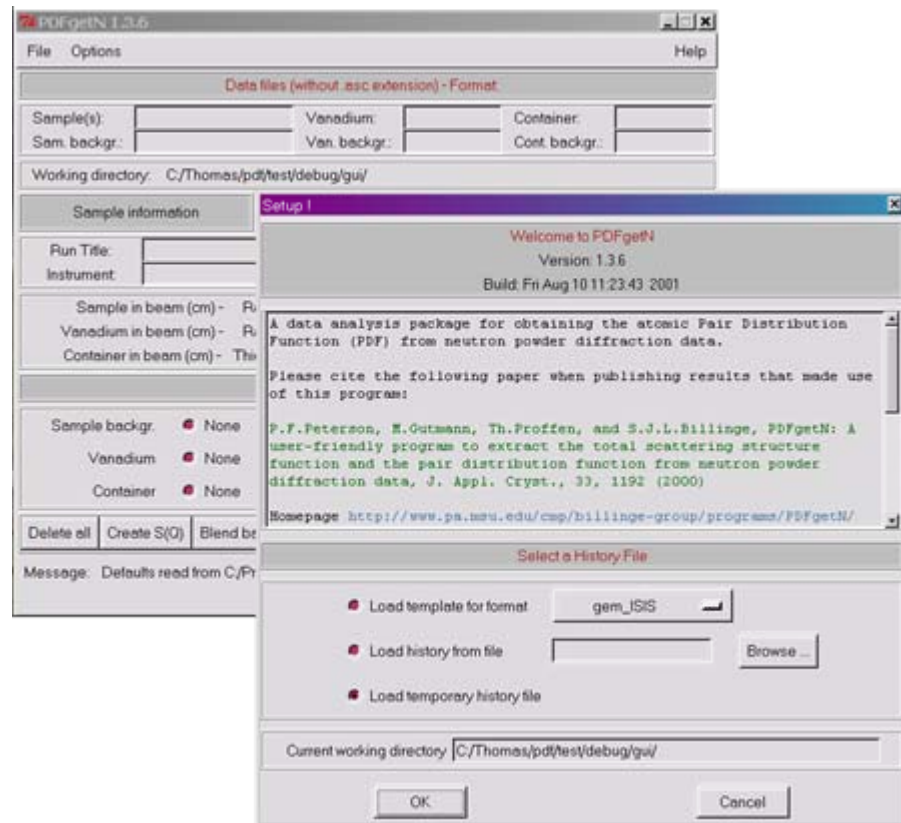 PDFgetN 1.3.6
File Options Help
Data files (without .asc extension) - Format:
Sample(s): Vanadium: Container:
Sam. backgr.: Van. backgr.: Cont. backgr.:
Working directory: C:/Thomas/pdf/test/debug/gui/
Sample information
Run Title:
Instrument:
Sample in beam (cm) -
Vanadium in beam (cm) -
Container in beam (cm) -
Sample backgr. None
Vanadium None
Container None
Delete all Create S(Q) Blend
Message: Defaults read from
Setup !
Welcome to PDFgetN
Version: 1.3.6
Build: Fri Aug 10 11:23:43 2001
A data analysis package for obtaining the atomic Pair Distribution
Function (PDF) from neutron powder diffraction data.
Please cite the following paper when publishing results that made use
of this program:
P.F.Peterson, M.Gutmann, Th.Proffen, and S.J.L.Billinge, PDFgetN: A
user-friendly program to extract the total scattering structure
function and the pair distribution function from neutron powder
diffraction data, J. Appl. Cryst., 33, 1192 (2000)
Homepage http://www.pa.msu.edu/cmp/billinge-group/programs/PDFgetN/
Select a History File
Load template for format gem_ISIS
Load history from file Browse ...
Load temporary history file
Current working directory C:/Thomas/pdf/test/debug/gui/
OK Cancel